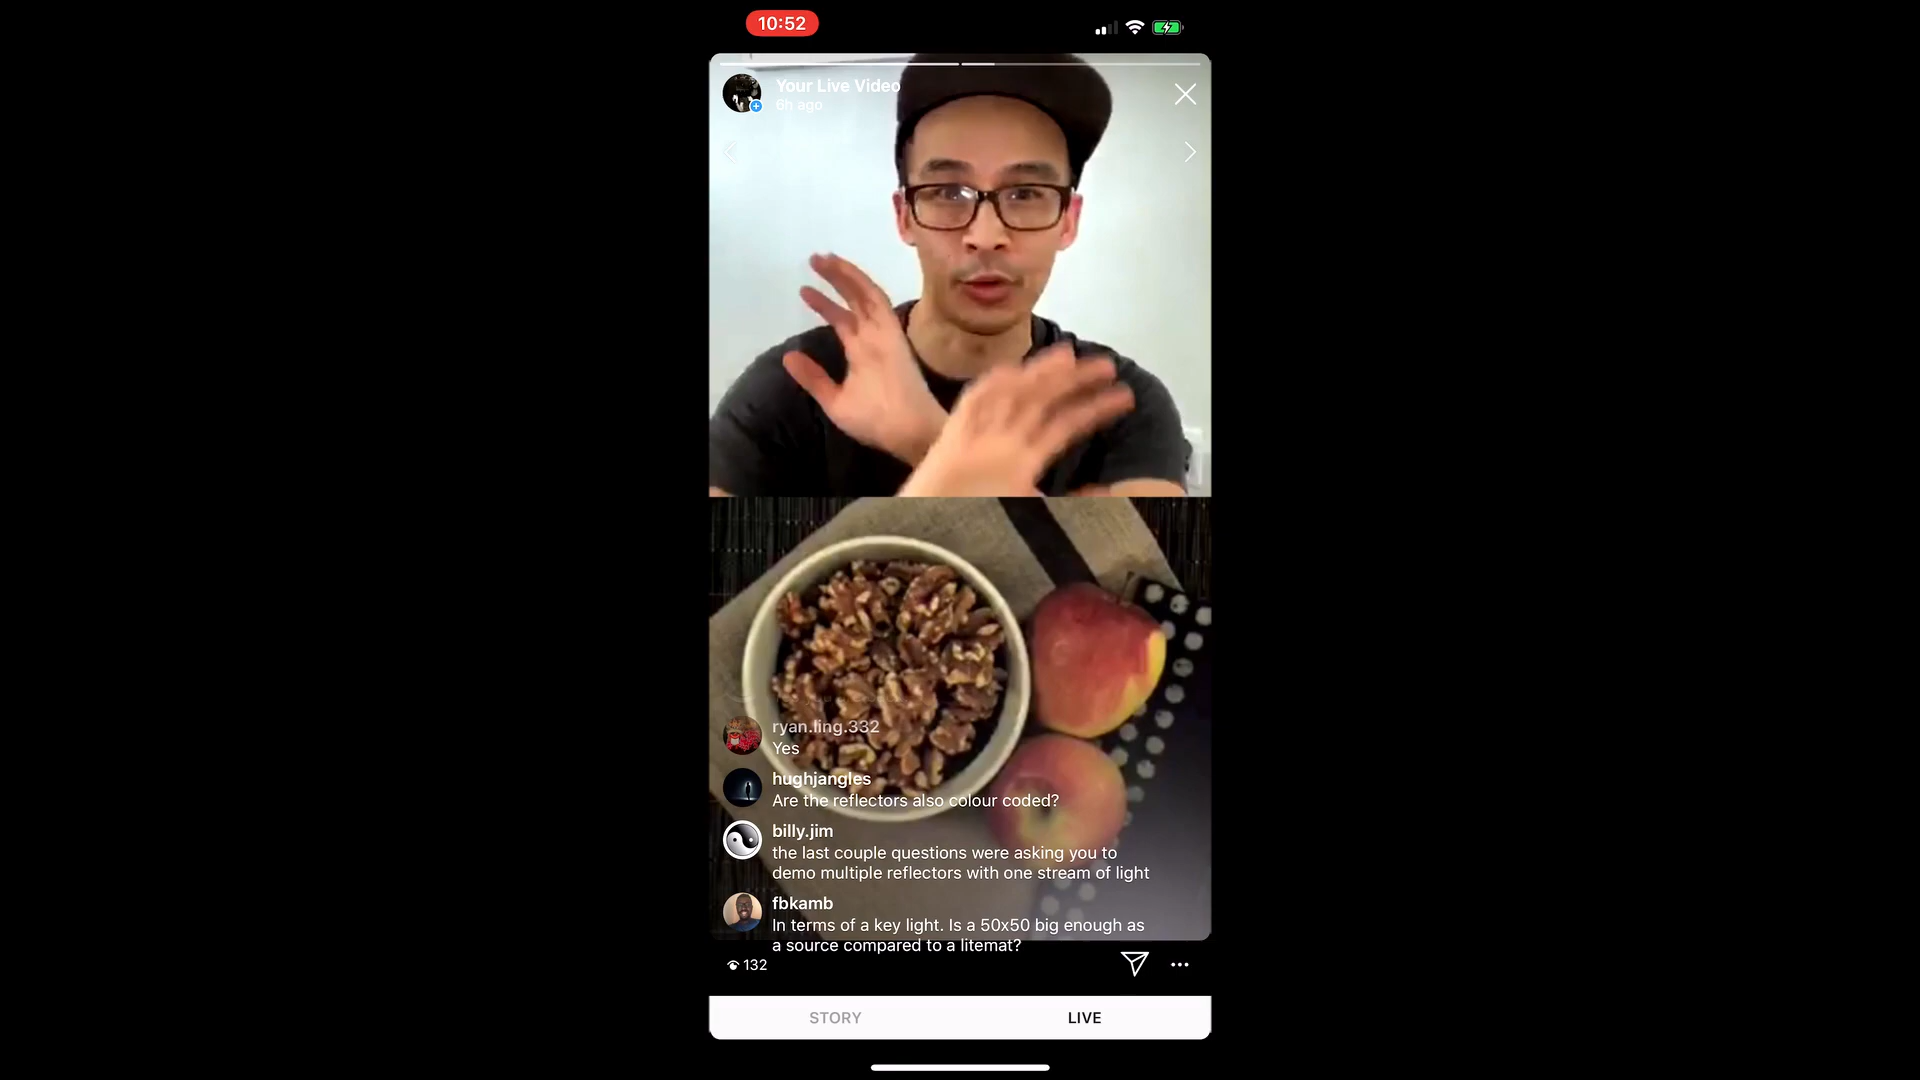 10:52
Your Live Video
6h ago
ryan.ling.332
Yes
hughjangles
Are the reflectors also colour coded?
billy.jim
the last couple questions were asking you to
demo multiple reflectors with one stream of light
fbkamb
In terms of a key light. Is a 50x50 big enough as
a source compared to a litemat?
132
STORY
LIVE